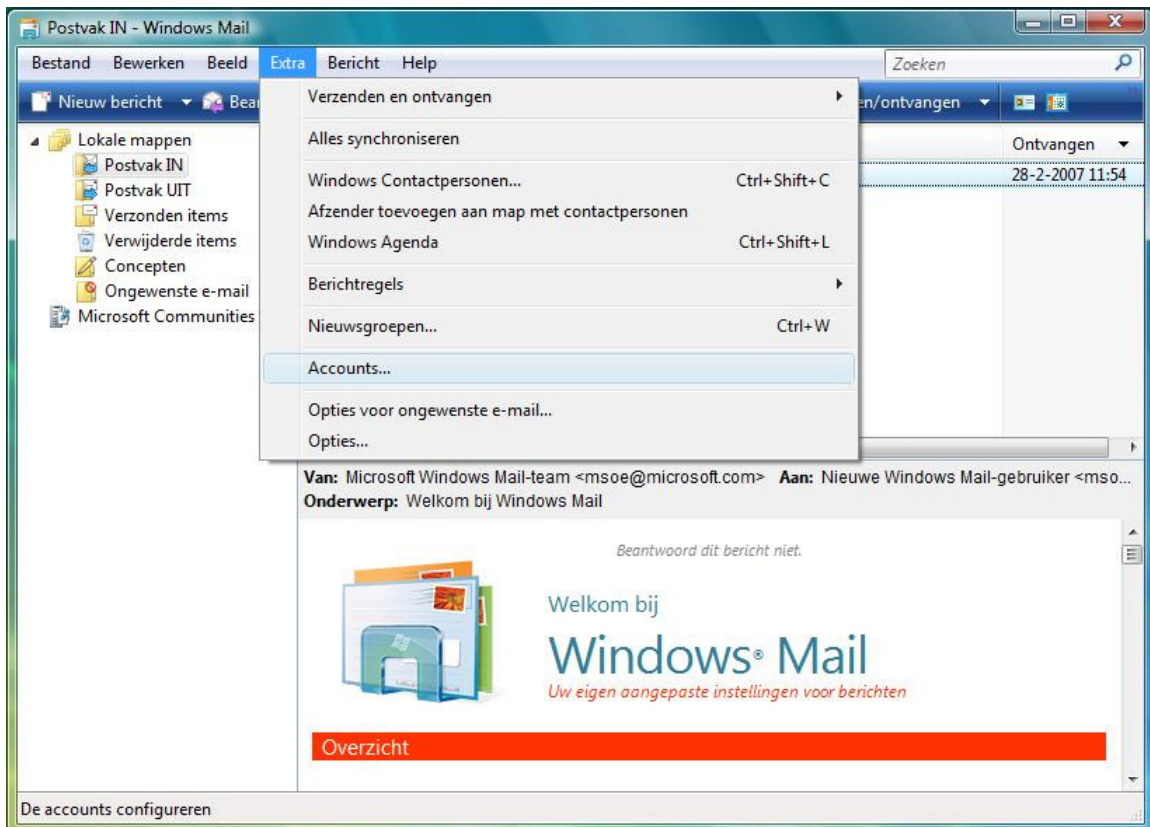 Postvak IN - Windows Mail
Bestand Bewerken Beeld Extra Bericht Help Zoeken
Nieuw bericht Bea en/ontvangen
Verzenden en ontvangen
Alles synchroniseren
Windows Contactpersonen... Ctrl+Shift+C
Afzender toevoegen aan map met contactpersonen
Windows Agenda Ctrl+Shift+L
Berichtregels
Nieuwsgroepen... Ctrl+W
Accounts...
Opties voor ongewenste e-mail...
Opties...
Lokale mappen
Postvak IN
Postvak UIT
Verzonden items
Verwijderde items
Concepten
Ongewenste e-mail
Microsoft Communities
Ontvangen
28-2-2007 11:54
Van: Microsoft Windows Mail-team <msoe@microsoft.com> Aan: Nieuwe Windows Mail-gebruiker <mso...
Onderwerp: Welkom bij Windows Mail
Beantwoord dit bericht niet.
Welkom bij
Windows® Mail
Uw eigen aangepaste instellingen voor berichten
Overzicht
De accounts configureren